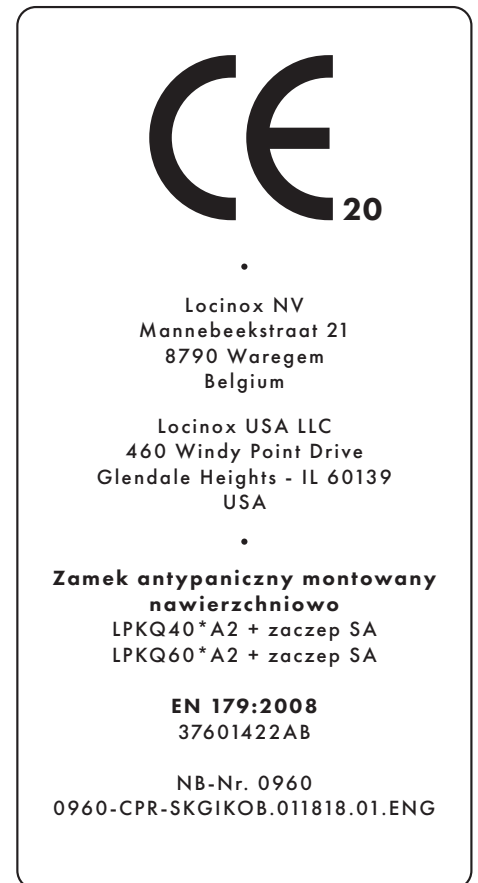 CE 20
•
Locinox NV
Mannebeekstraat 21
8790 Waregem
Belgium
Locinox USA LLC
460 Windy Point Drive
Glendale Heights - IL 60139
USA
•
Zamek antypaniczny montowany
nawierzchniowo
LPKQ40*A2 + zaczep SA
LPKQ60*A2 + zaczep SA
EN 179:2008
37601422AB
NB-Nr. 0960
0960-CPR-SKGIKOB.011818.01.ENG